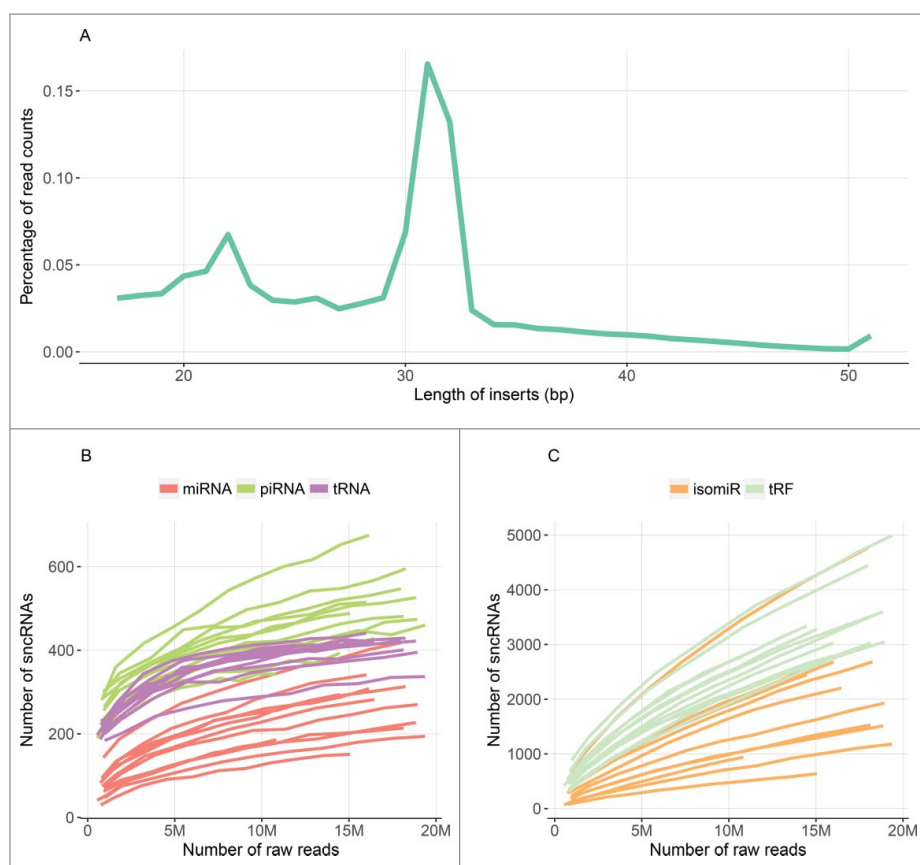 A
Percentage of read counts
0.15
0.10
0.05
0.00
20 30 40 50
Length of inserts (bp)
B
miRNA piRNA tRNA
Number of sncRNAs
600
400
200
0
0 5M 10M 15M 20M
Number of raw reads
C
isomiR tRF
Number of sncRNAs
5000
4000
3000
2000
1000
0
0 5M 10M 15M 20M
Number of raw reads